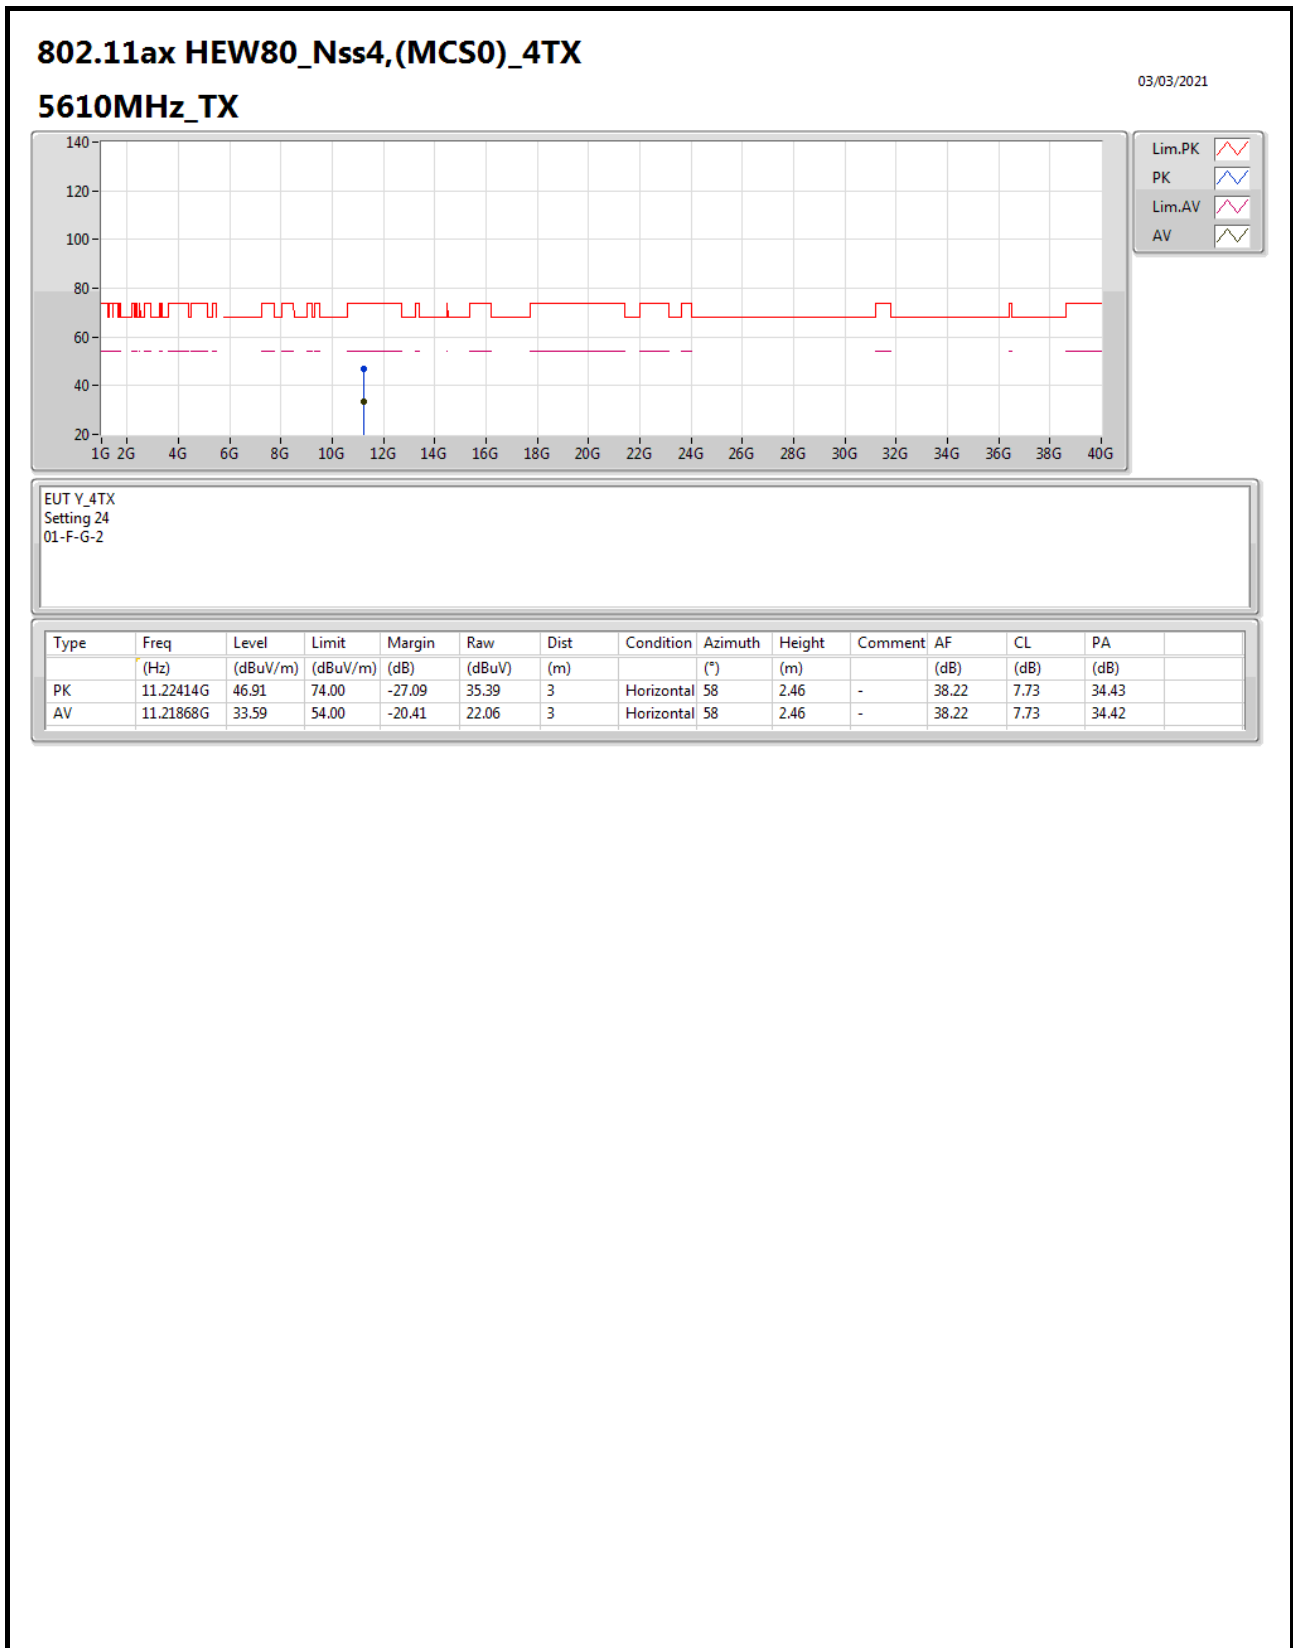 802.11ax HEW80_Nss4,(MCS0)_4TX
03/03/2021
5610MHz_TX
140
120
100
80
60
40
20
1G 2G 4G 6G 8G 10G 12G 14G 16G 18G 20G 22G 24G 26G 28G 30G 32G 34G 36G 38G 40G
Lim.PK
PK
Lim.AV
AV
EUT Y_4TX
Setting 24
01-F-G-2
Type Freq Level Limit Margin Raw Dist Condition Azimuth Height Comment AF CL PA
(Hz) (dBuV/m) (dBuV/m) (dB) (dBuV) (m) (°) (m) (dB) (dB) (dB)
PK 11.22414G 46.91 74.00 -27.09 35.39 3 Horizontal 58 2.46 - 38.22 7.73 34.43
AV 11.21868G 33.59 54.00 -20.41 22.06 3 Horizontal 58 2.46 - 38.22 7.73 34.42